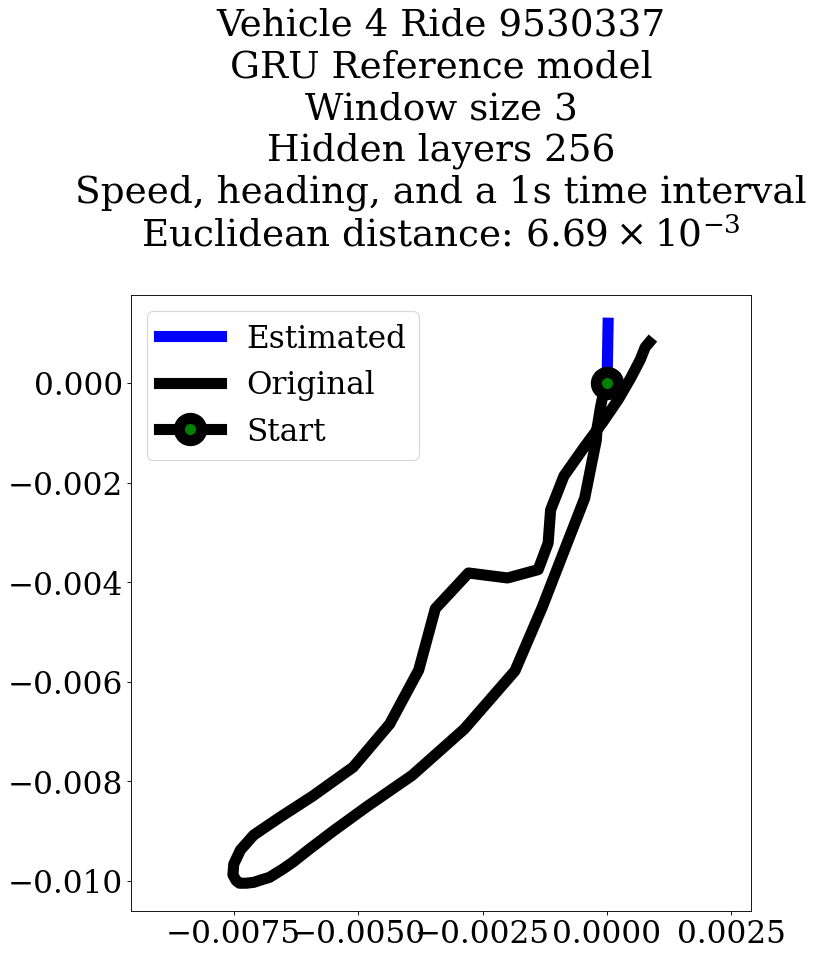 Vehicle 4 Ride 9530337
GRU Reference model
Window size 3
Hidden layers 256
Speed, heading, and a 1s time interval
Euclidean distance: 6.69 × 10⁻³
Estimated
Original
Start
0.000
−0.002
−0.004
−0.006
−0.008
−0.010
−0.0075 −0.0050 −0.0025 0.0000 0.0025